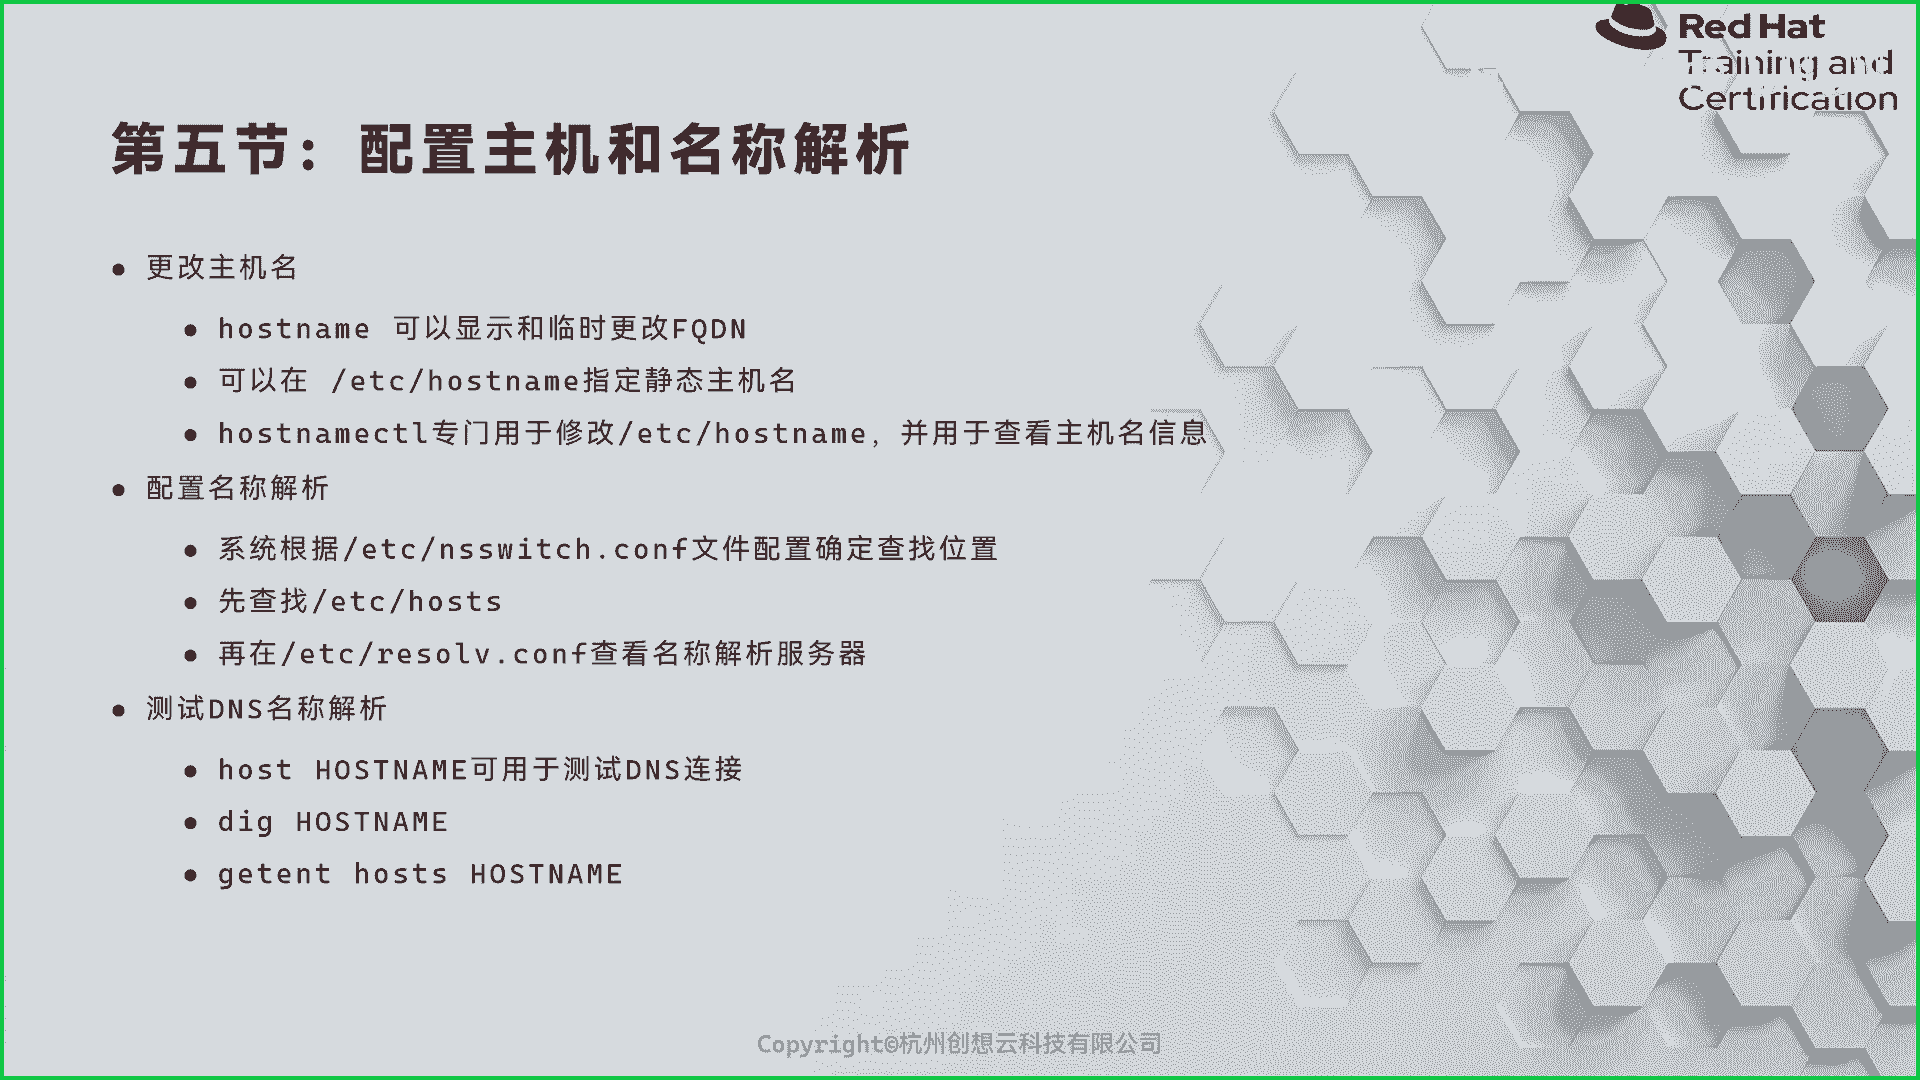 Red Hat
Training and
Certification
第五节：配置主机和名称解析
● 更改主机名
● hostname 可以显示和临时更改FQDN
● 可以在 /etc/hostname指定静态主机名
● hostnamectl专门用于修改/etc/hostname，并用于查看主机名信息
● 配置名称解析
● 系统根据/etc/nsswitch.conf文件配置确定查找位置
● 先查找/etc/hosts
● 再在/etc/resolv.conf查看名称解析服务器
● 测试DNS名称解析
● host HOSTNAME可用于测试DNS连接
● dig HOSTNAME
● getent hosts HOSTNAME
Copyright©杭州创想云科技有限公司